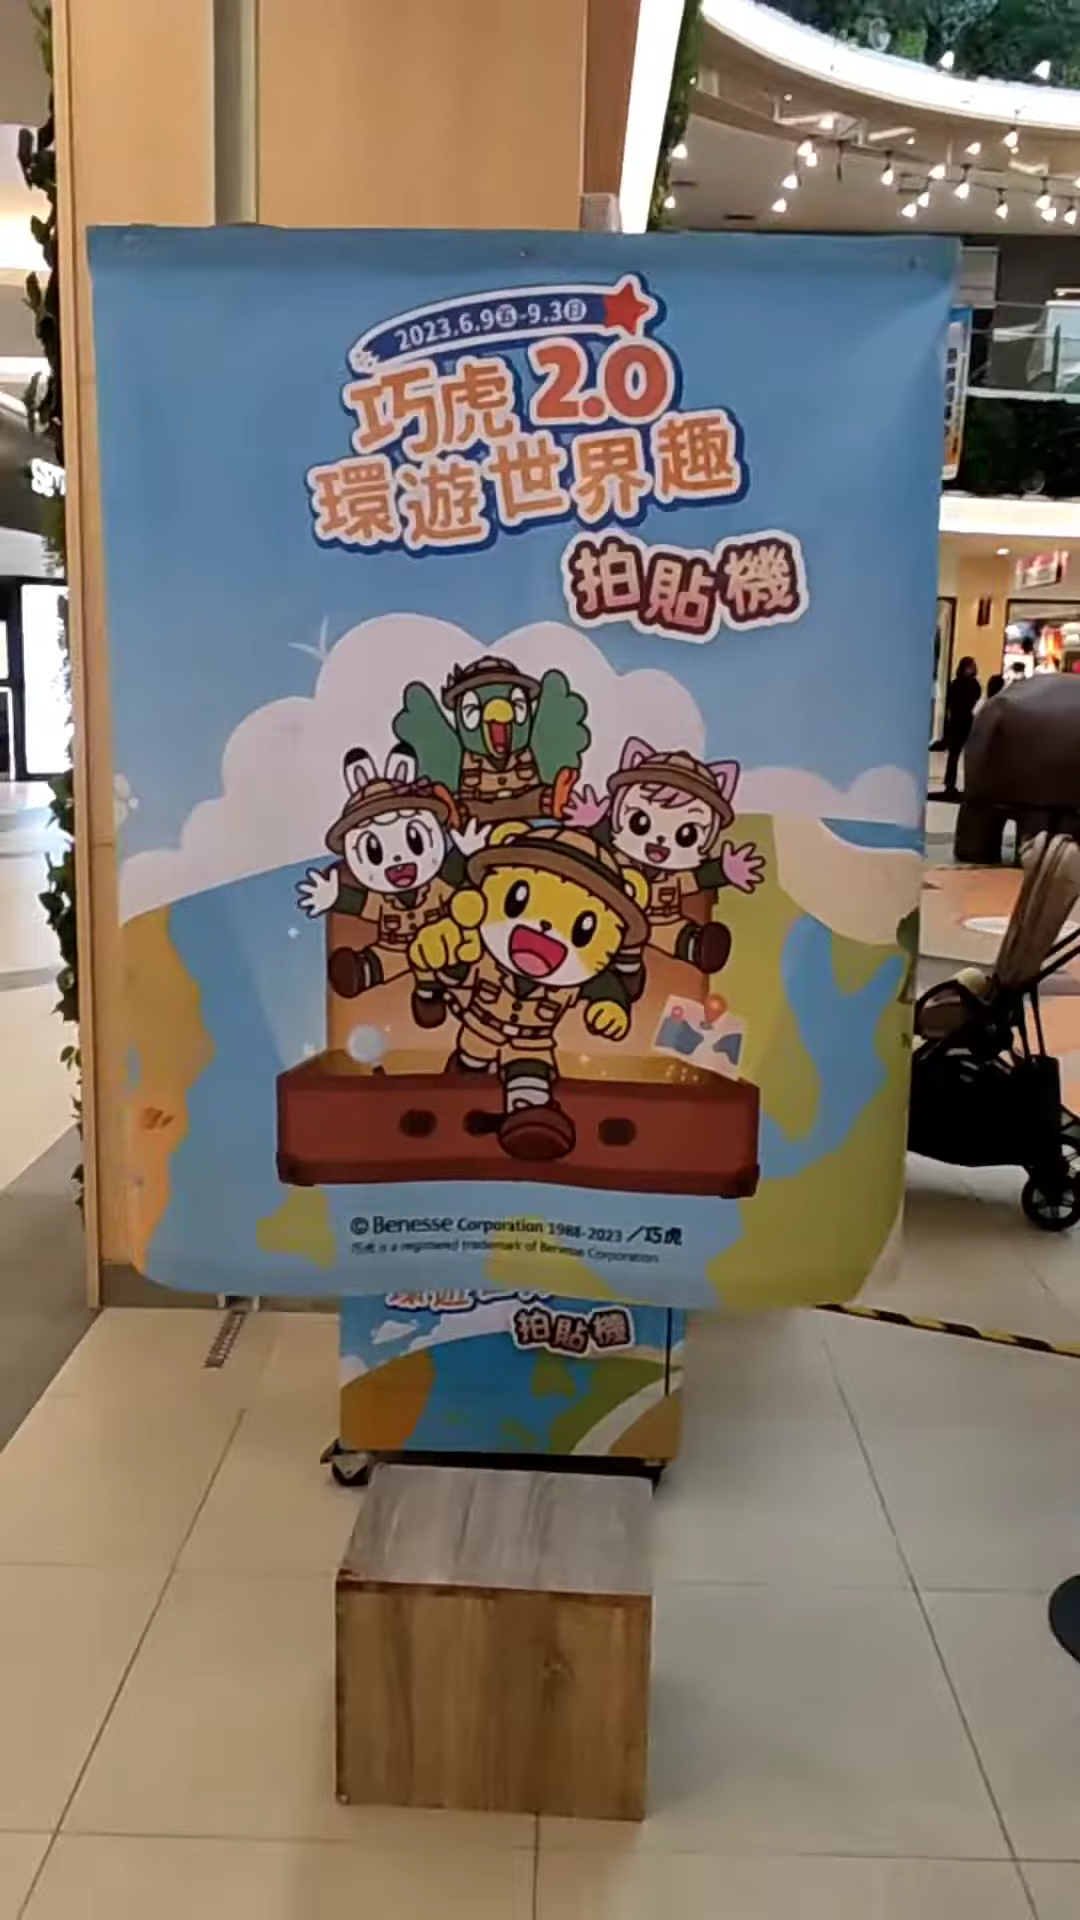 2023.6.9五-9.3日
巧虎 2.0
環遊世界趣
拍貼機
© Benesse Corporation 1988-2023／巧虎
巧虎 is a registered trademark of Benesse Corporation
拍貼機